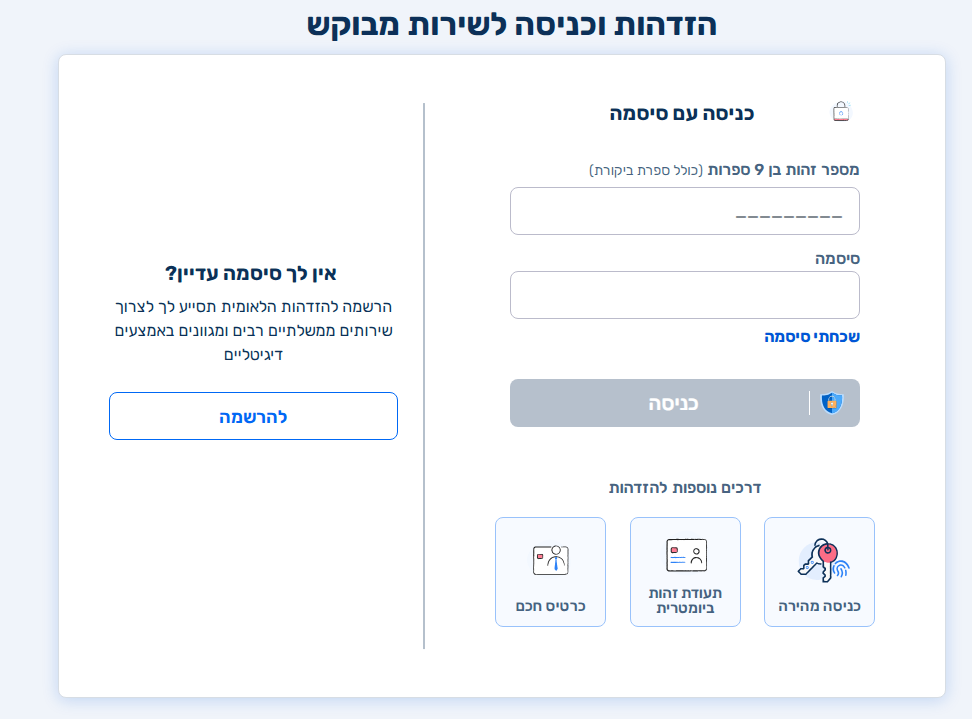 הזדהות וכניסה לשירות מבוקש
כניסה עם סיסמה
מספר זהות בן 9 ספרות (כולל ספרת ביקורת)
_________
סיסמה
שכחתי סיסמה
כניסה
דרכים נוספות להזדהות
כניסה מהירה
תעודת זהות
ביומטרית
כרטיס חכם
אין לך סיסמה עדיין?
הרשמה להזדהות הלאומית תסייע לך לצרוך
שירותים ממשלתיים רבים ומגוונים באמצעים
דיגיטליים
להרשמה